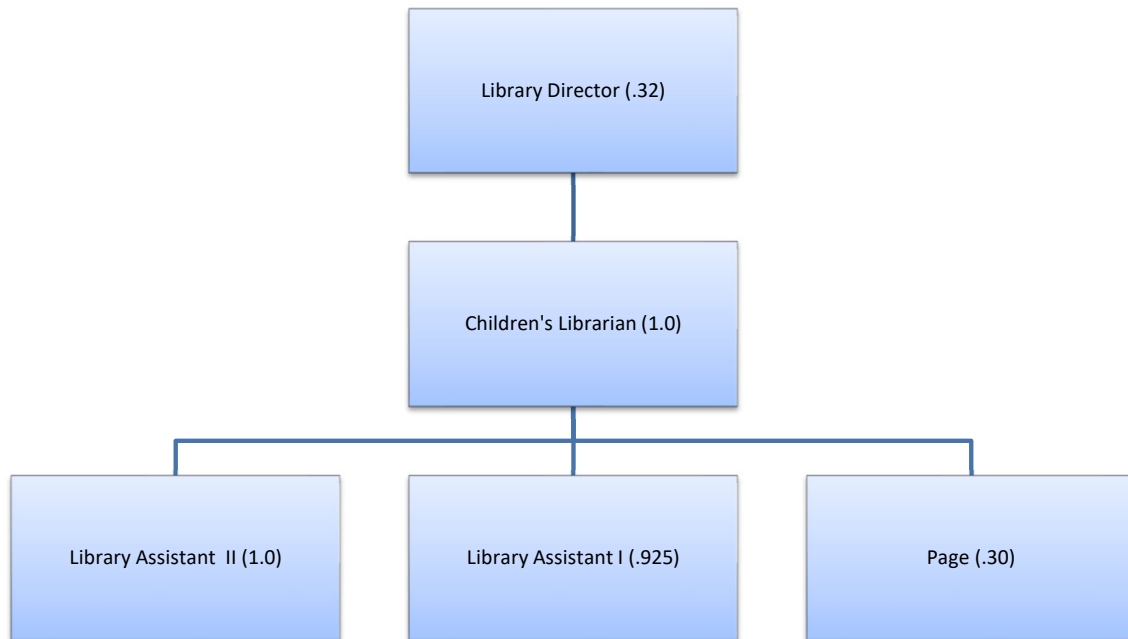 Library Director (.32)
Children's Librarian (1.0)
Library Assistant  II (1.0)
Library Assistant I (.925)
Page (.30)